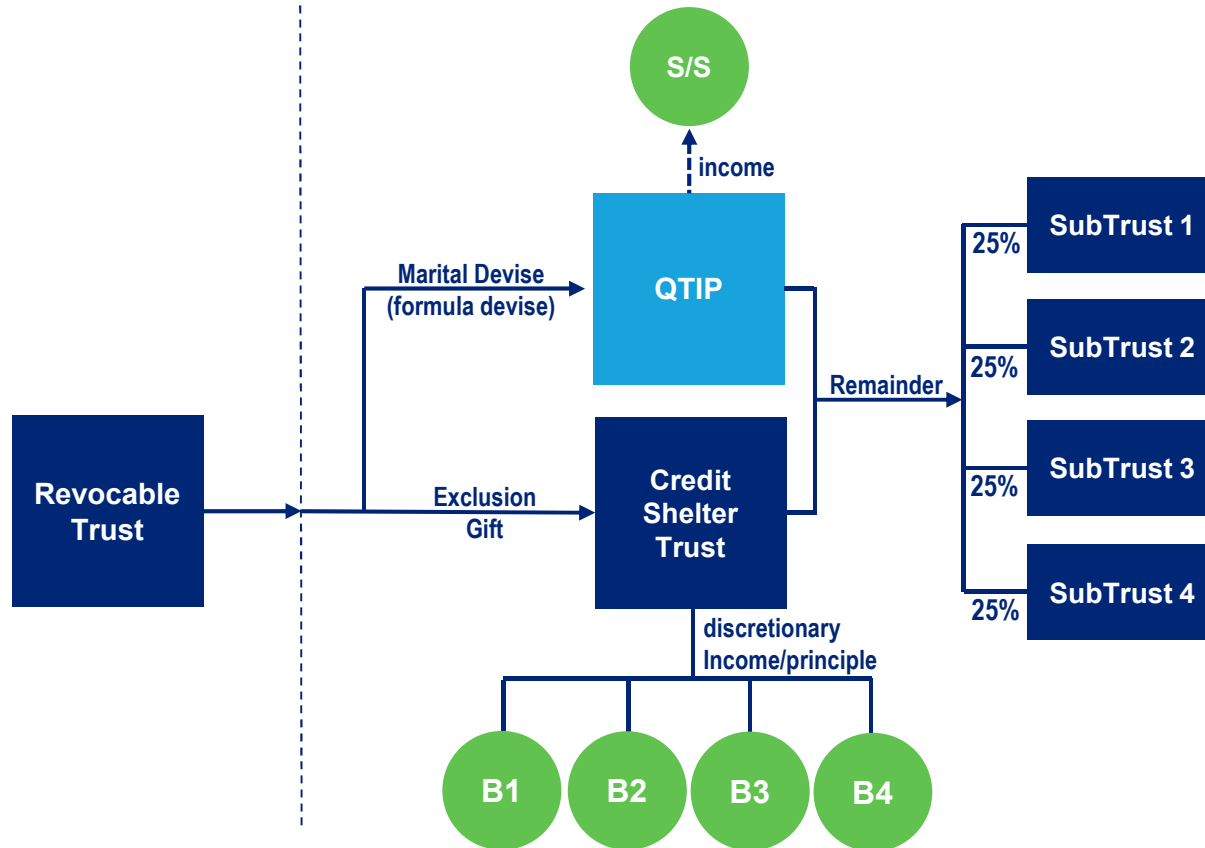 S/S
income
Marital Devise
(formula devise)
QTIP
SubTrust 1
25%
SubTrust 2
25%
Remainder
Revocable
Trust
Exclusion
Gift
Credit
Shelter
Trust
SubTrust 3
25%
SubTrust 4
25%
discretionary
Income/principle
B1
B2
B3
B4